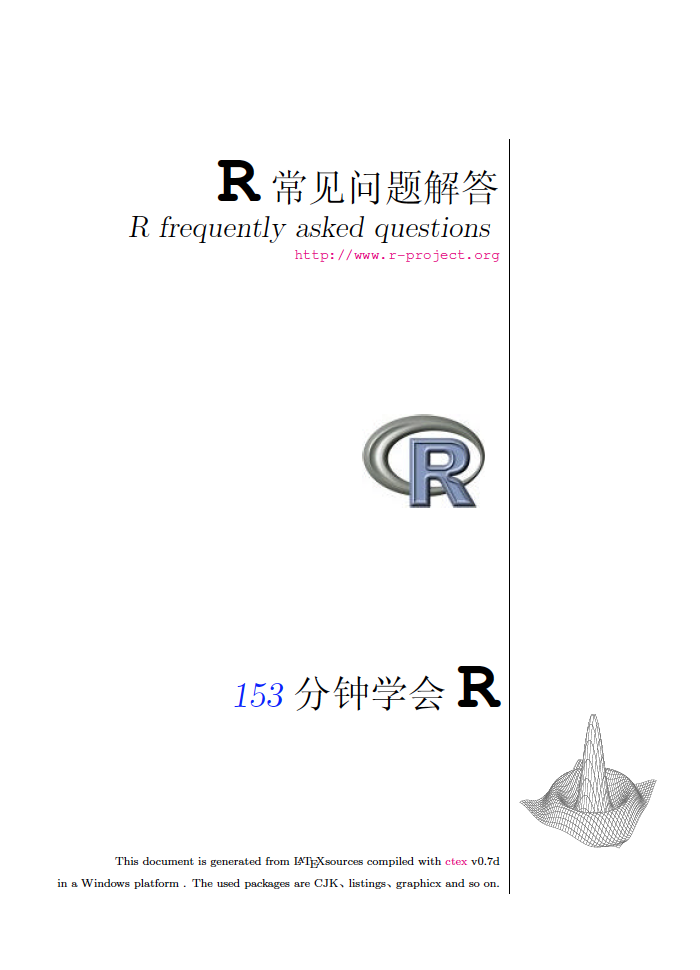 R 常见问题解答
R frequently asked questions
http://www.r-project.org
R
153 分钟学会 R
This document is generated from LATEXsources compiled with ctex v0.7d
in a Windows platform . The used packages are CJK、listings、graphicx and so on.